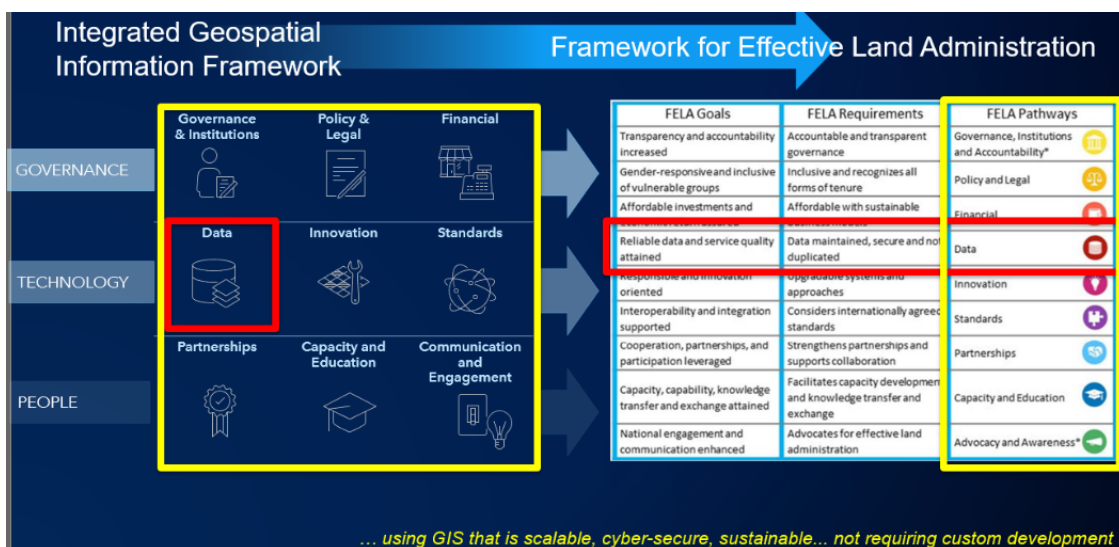 Integrated Geospatial
Information Framework
Framework for Effective Land Administration
GOVERNANCE
TECHNOLOGY
PEOPLE
Governance
& Institutions
Policy &
Legal
Financial
Data
Innovation
Standards
Partnerships
Capacity and
Education
Communication
and
Engagement
FELA Goals
FELA Requirements
FELA Pathways
Transparency and accountability
increased
Accountable and transparent
governance
Governance, Institutions
and Accountability*
Gender-responsive and inclusive
of vulnerable groups
Inclusive and recognizes all
forms of tenure
Policy and Legal
Affordable investments and
economic return assured
Affordable with sustainable
business models
Financial
Reliable data and service quality
attained
Data maintained, secure and not
duplicated
Data
Responsible and innovation
oriented
Upgradable systems and
approaches
Innovation
Interoperability and integration
supported
Considers internationally agreed
standards
Standards
Cooperation, partnerships, and
participation leveraged
Strengthens partnerships and
supports collaboration
Partnerships
Capacity, capability, knowledge
transfer and exchange attained
Facilitates capacity developmen
and knowledge transfer and
exchange
Capacity and Education
National engagement and
communication enhanced
Advocates for effective land
administration
Advocacy and Awareness*
... using GIS that is scalable, cyber-secure, sustainable... not requiring custom development